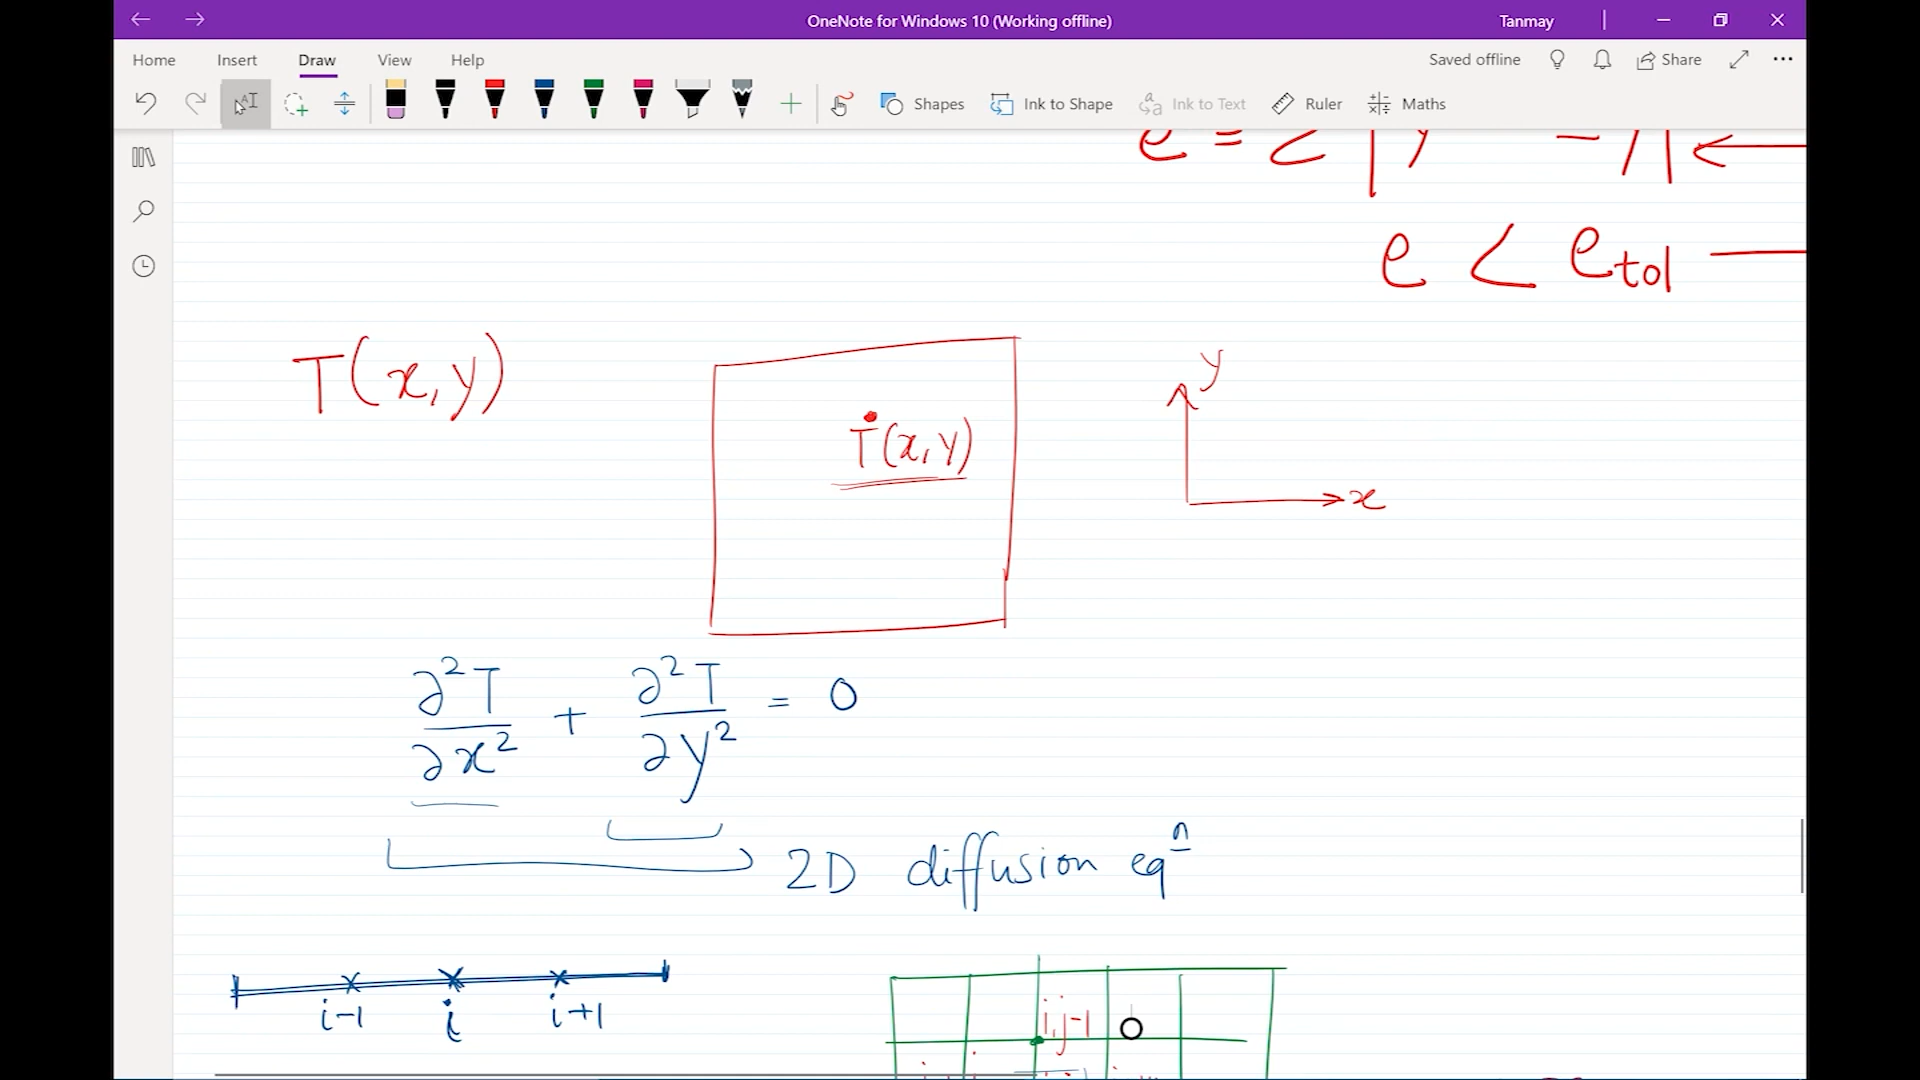 OneNote for Windows 10 (Working offline)
Tanmay
Home Insert Draw View Help
Saved offline Share
Shapes Ink to Shape Ink to Text Ruler Maths
e < e_tol
T(x,y)
T(x,y)
y
x
∂²T/∂x² + ∂²T/∂y² = 0
2D diffusion eqⁿ
i-1 i i+1
i,j-1